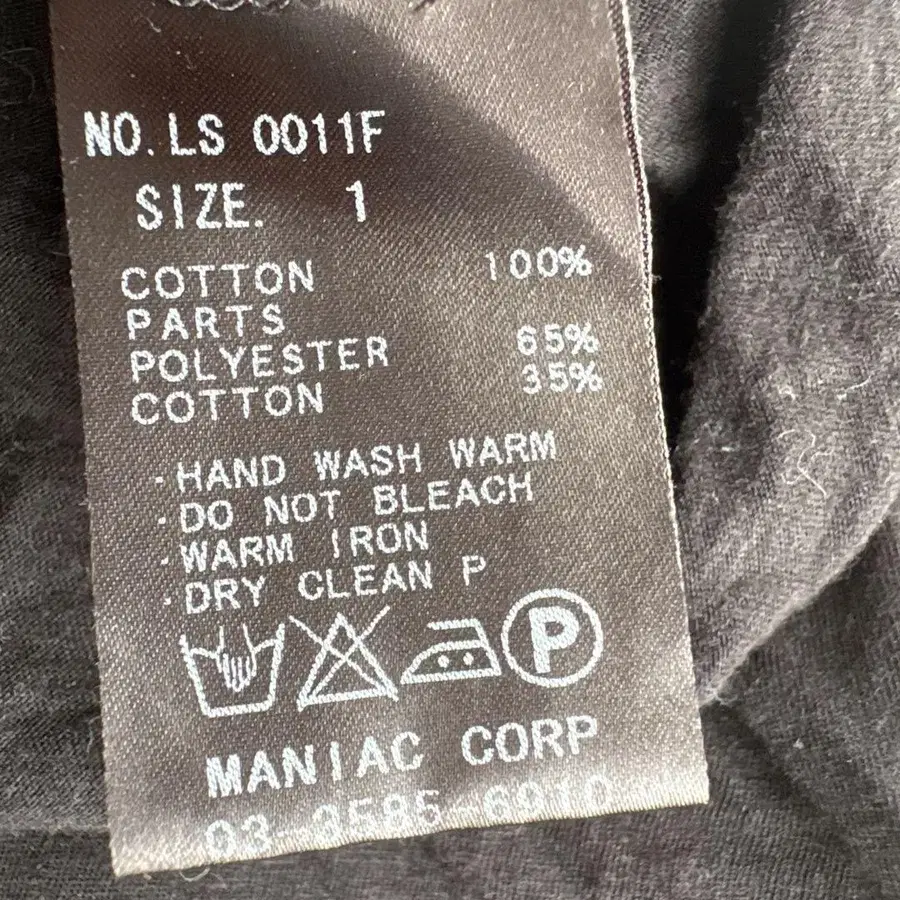 NO. LS 0011F
SIZE. 1
COTTON 100%
PARTS
POLYESTER 65%
COTTON 35%
·HAND WASH WARM
·DO NOT BLEACH
·WARM IRON
·DRY CLEAN P
P
MANIAC CORP
03-3585-6910